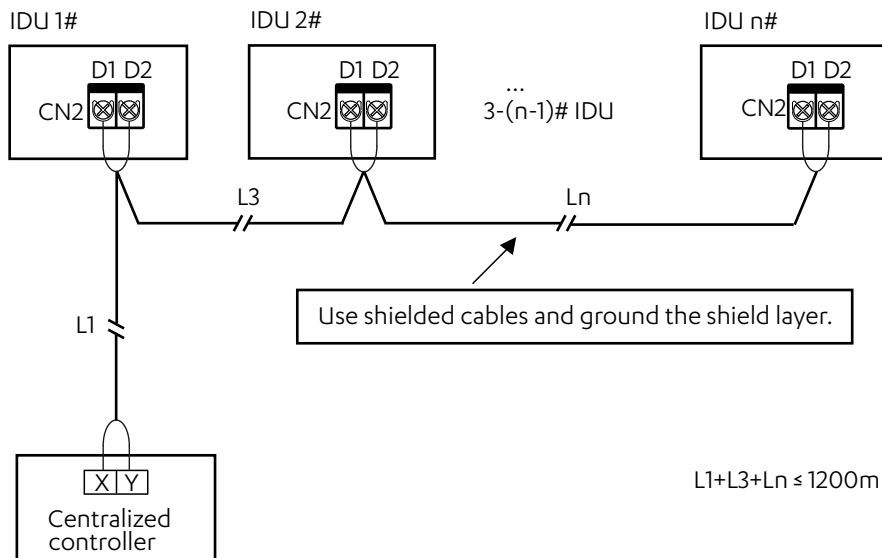 IDU 1#
IDU 2#
IDU n#
D1 D2
D1 D2
D1 D2
CN2
CN2
CN2
...
3-(n-1)# IDU
L3
Ln
L1
Use shielded cables and ground the shield layer.
X Y
L1+L3+Ln ≤ 1200m
Centralized
controller